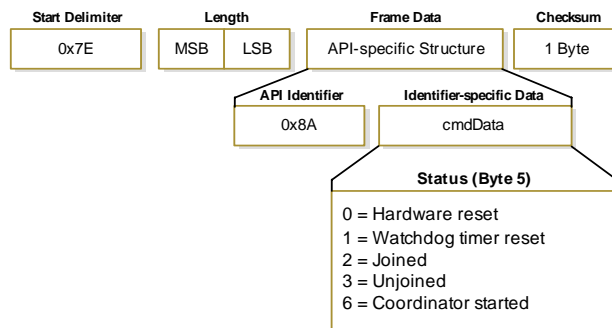 Start Delimiter Length Frame Data Checksum
0x7E MSB LSB API-specific Structure 1 Byte
API Identifier Identifier-specific Data
0x8A cmdData
Status (Byte 5)
0 = Hardware reset
1 = Watchdog timer reset
2 = Joined
3 = Unjoined
6 = Coordinator started